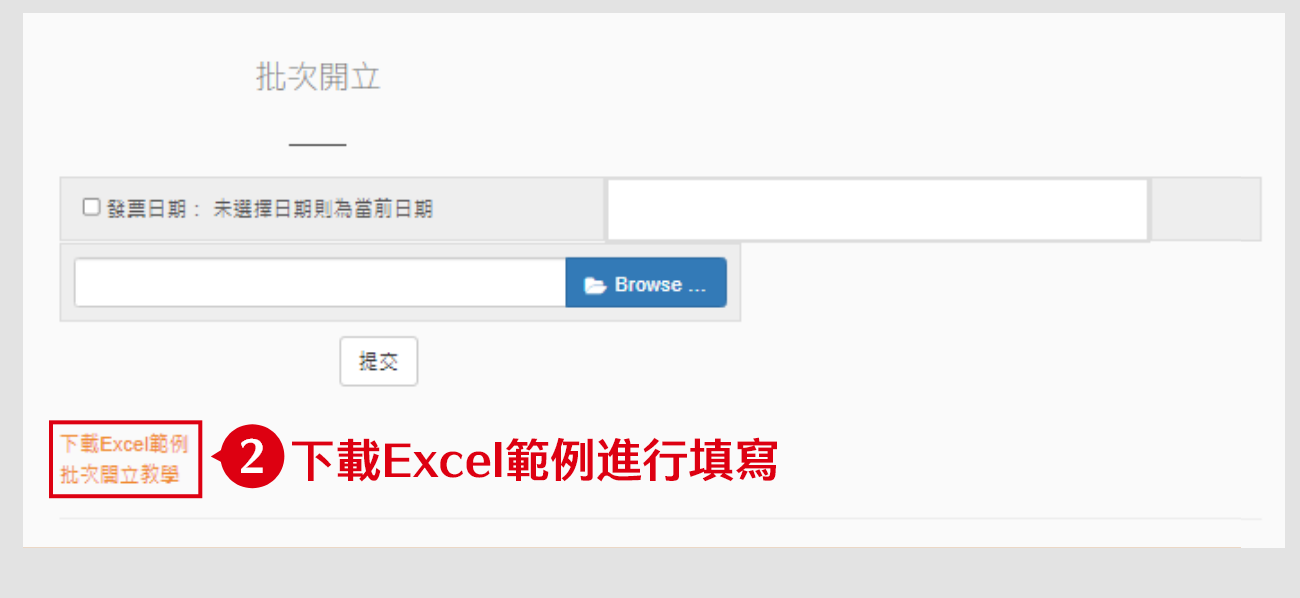 批次開立
發票日期： 未選擇日期則為當前日期
Browse ...
提交
下載Excel範例
批次開立教學
2 下載Excel範例進行填寫